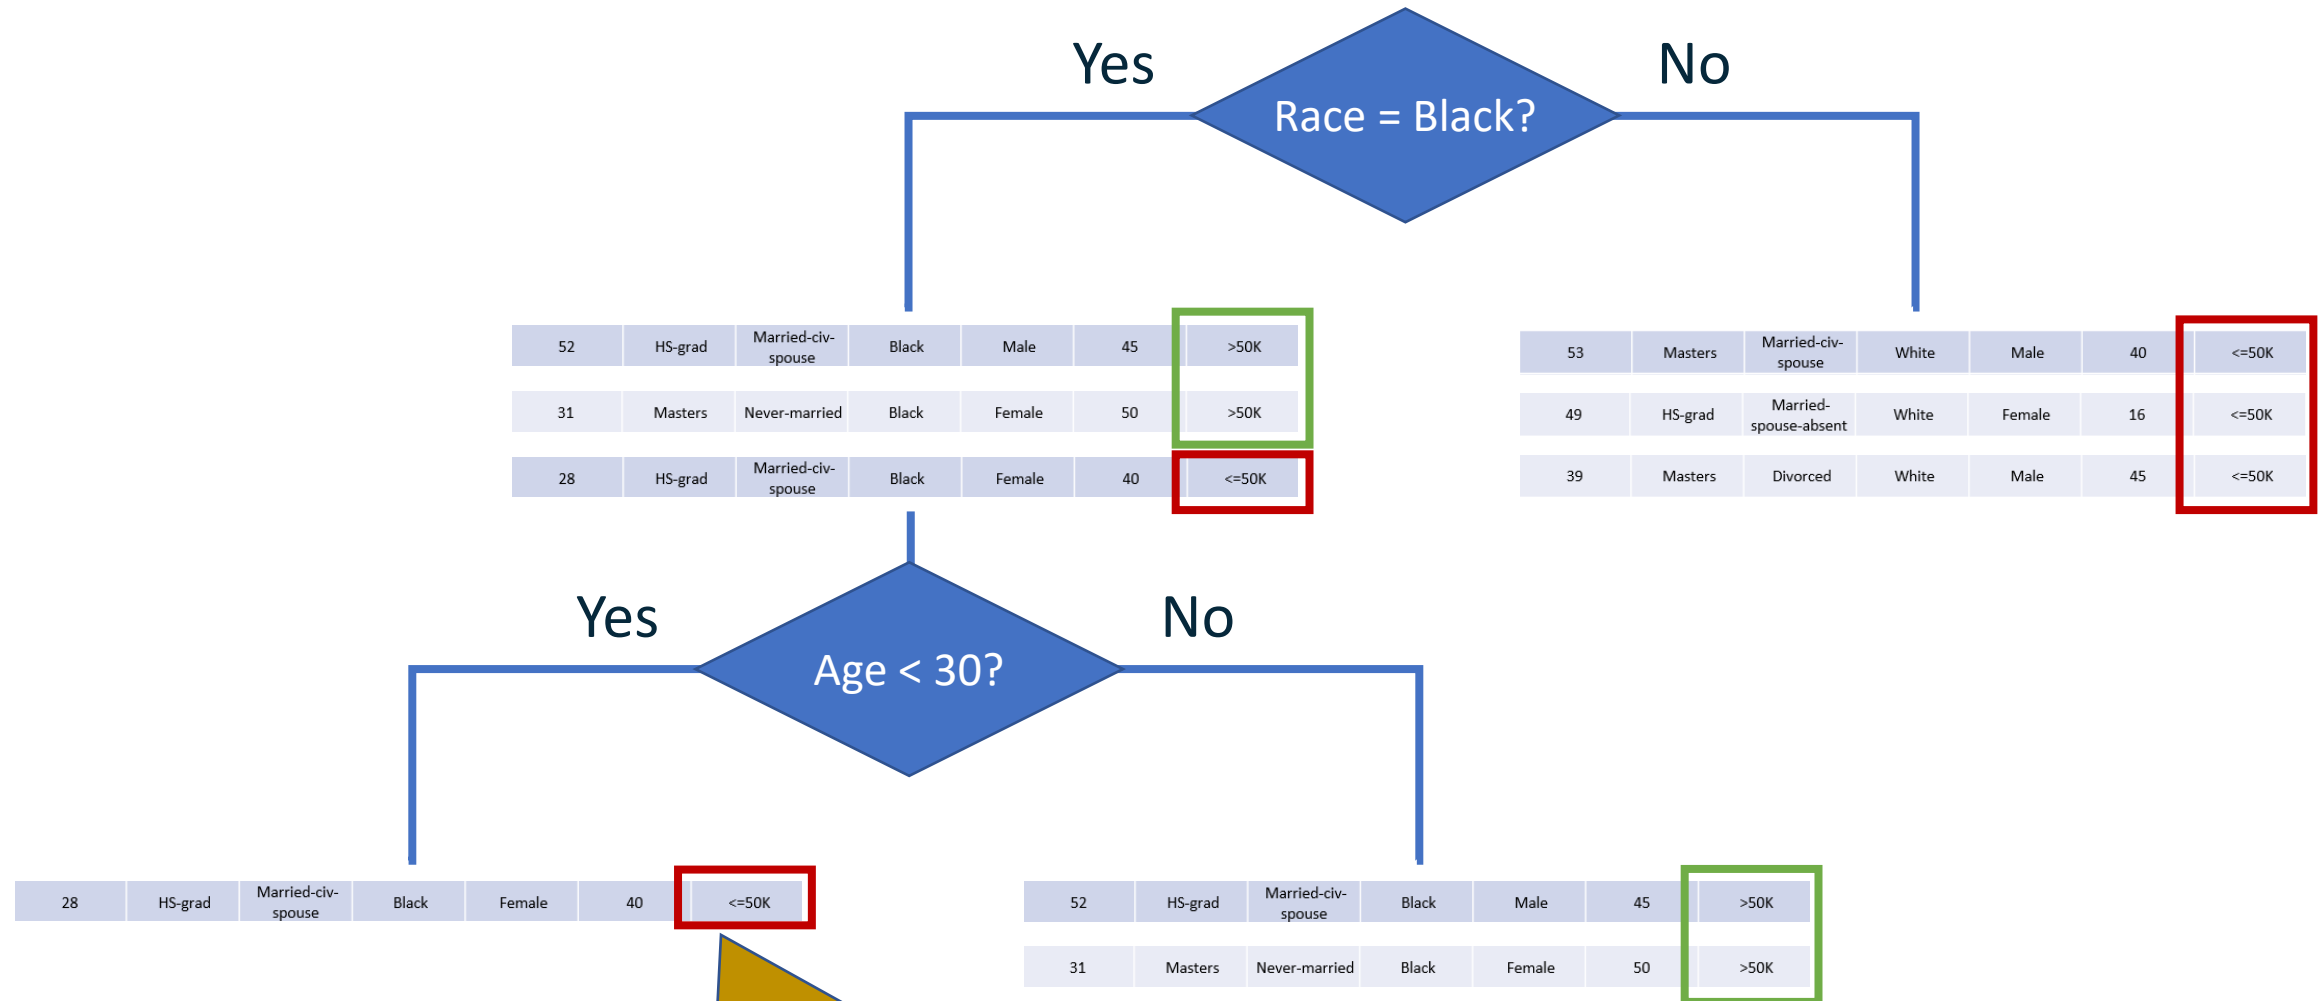 Yes
No
Race = Black?
52 HS-grad Married-civ-spouse Black Male 45 >50K
31 Masters Never-married Black Female 50 >50K
28 HS-grad Married-civ-spouse Black Female 40 <=50K
53 Masters Married-civ-spouse White Male 40 <=50K
49 HS-grad Married-spouse-absent White Female 16 <=50K
39 Masters Divorced White Male 45 <=50K
Yes
No
Age < 30?
28 HS-grad Married-civ-spouse Black Female 40 <=50K
52 HS-grad Married-civ-spouse Black Male 45 >50K
31 Masters Never-married Black Female 50 >50K